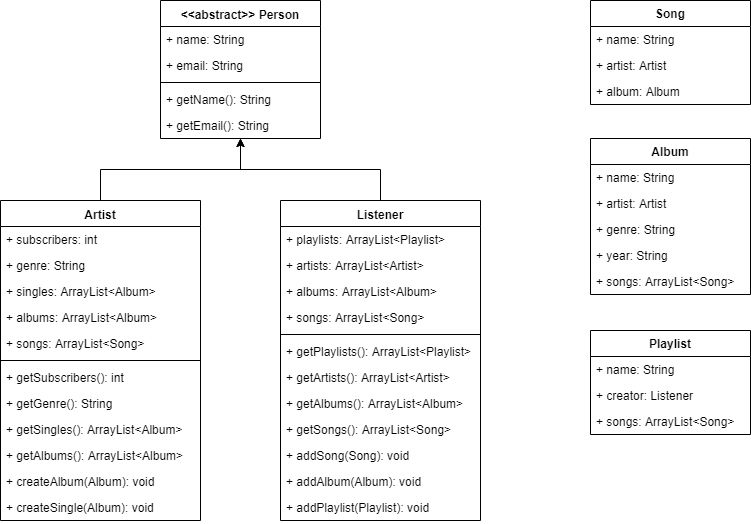 <<abstract>> Person
+ name: String
+ email: String
+ getName(): String
+ getEmail(): String
Artist
+ subscribers: int
+ genre: String
+ singles: ArrayList<Album>
+ albums: ArrayList<Album>
+ songs: ArrayList<Song>
+ getSubscribers(): int
+ getGenre(): String
+ getSingles(): ArrayList<Album>
+ getAlbums(): ArrayList<Album>
+ createAlbum(Album): void
+ createSingle(Album): void
Listener
+ playlists: ArrayList<Playlist>
+ artists: ArrayList<Artist>
+ albums: ArrayList<Album>
+ songs: ArrayList<Song>
+ getPlaylists(): ArrayList<Playlist>
+ getArtists(): ArrayList<Artist>
+ getAlbums(): ArrayList<Album>
+ getSongs(): ArrayList<Song>
+ addSong(Song): void
+ addAlbum(Album): void
+ addPlaylist(Playlist): void
Song
+ name: String
+ artist: Artist
+ album: Album
Album
+ name: String
+ artist: Artist
+ genre: String
+ year: String
+ songs: ArrayList<Song>
Playlist
+ name: String
+ creator: Listener
+ songs: ArrayList<Song>